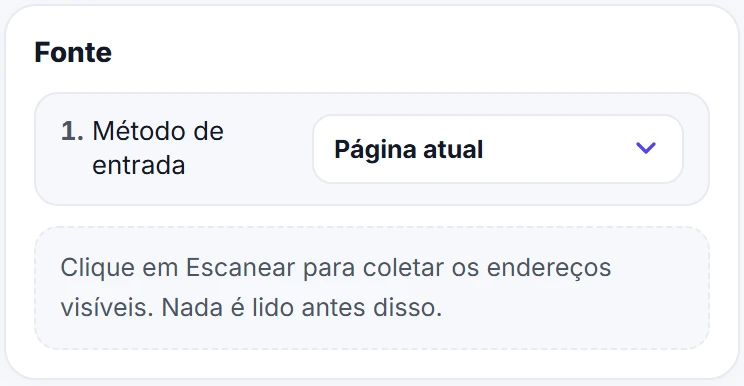 Fonte
1. Método de
entrada
Página atual
Clique em Escanear para coletar os endereços
visíveis. Nada é lido antes disso.